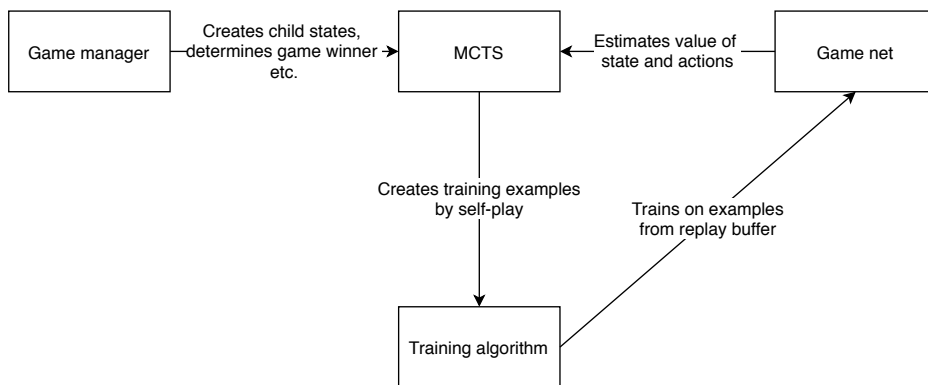 Game manager
Creates child states,
determines game winner
etc.
MCTS
Estimates value of
state and actions
Game net
Creates training examples
by self-play
Trains on examples
from replay buffer
Training algorithm